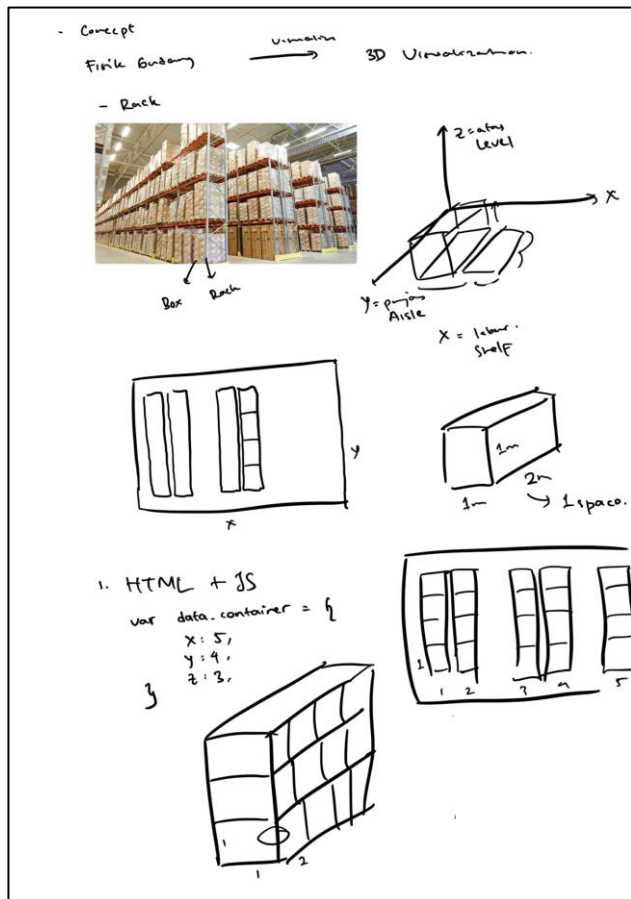 - Concept
Fisik Gudang visualize 3D Visualization.
- Rack
Z = atas
Level
X
Box Rack
Y = panjang
Aisle
X = lebar.
Shelf
y
x
1m
1m 2m
1 space.
1. HTML + JS
var data_container = {
x: 5,
y: 4,
z: 3,
}
1
1 2 3 4 5
1
1 2